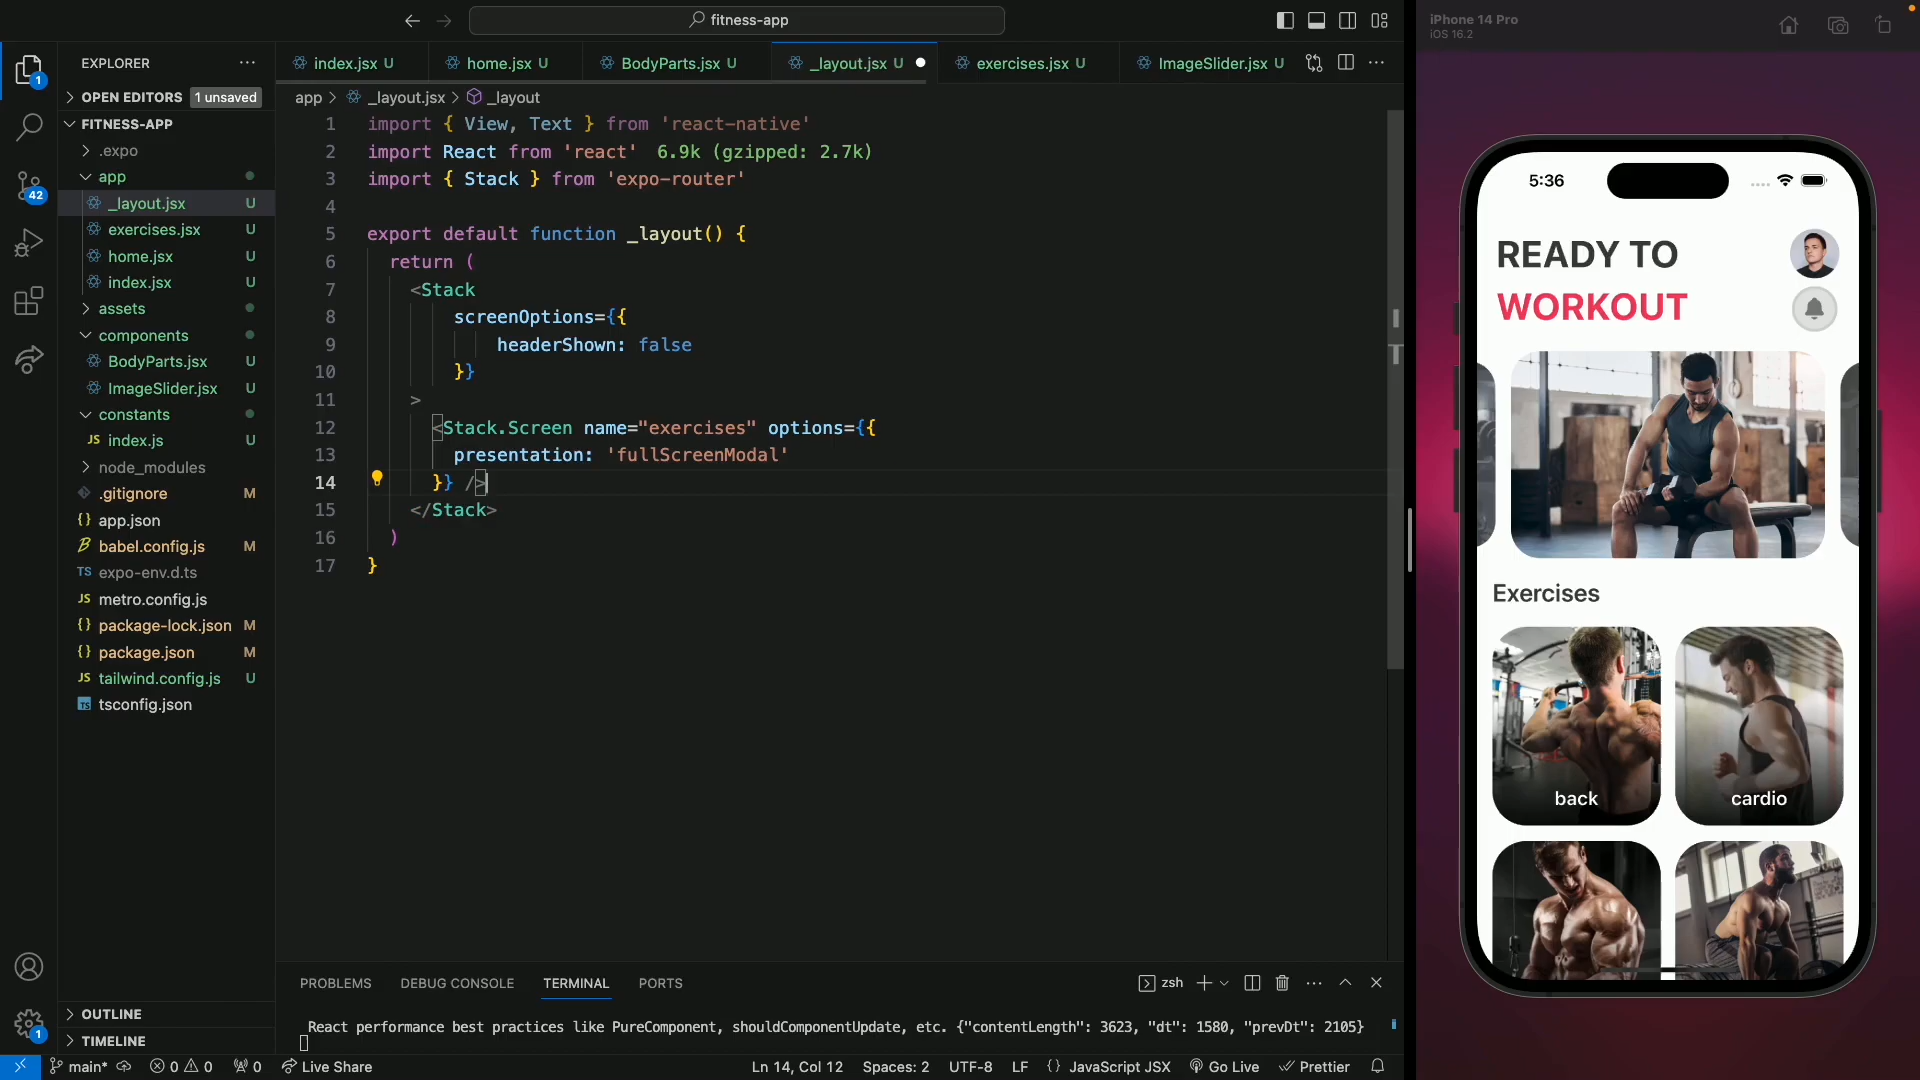 fitness-app
iPhone 14 Pro
iOS 16.2
EXPLORER
1
OPEN EDITORS 1 unsaved
FITNESS-APP
.expo
app
_layout.jsx U
exercises.jsx U
home.jsx U
index.jsx U
assets
components
BodyParts.jsx U
ImageSlider.jsx U
constants
JS index.js U
node_modules
.gitignore M
{} app.json
babel.config.js M
TS expo-env.d.ts
JS metro.config.js
{} package-lock.json M
{} package.json M
JS tailwind.config.js U
TS tsconfig.json
42
OUTLINE
1
TIMELINE
index.jsx U home.jsx U BodyParts.jsx U _layout.jsx U exercises.jsx U ImageSlider.jsx U
app > _layout.jsx > _layout
1 import { View, Text } from 'react-native'
2 import React from 'react' 6.9k (gzipped: 2.7k)
3 import { Stack } from 'expo-router'
4
5 export default function _layout() {
6 return (
7 <Stack
8 screenOptions={{
9 headerShown: false
10 }}
11 >
12 <Stack.Screen name="exercises" options={{
13 presentation: 'fullScreenModal'
14 }} />
15 </Stack>
16 )
17 }
PROBLEMS DEBUG CONSOLE TERMINAL PORTS
zsh
React performance best practices like PureComponent, shouldComponentUpdate, etc. {"contentLength": 3623, "dt": 1580, "prevDt": 2105}
main* 0 0 0 Live Share
Ln 14, Col 12 Spaces: 2 UTF-8 LF {} JavaScript JSX Go Live Prettier
5:36
READY TO
WORKOUT
Exercises
back
cardio